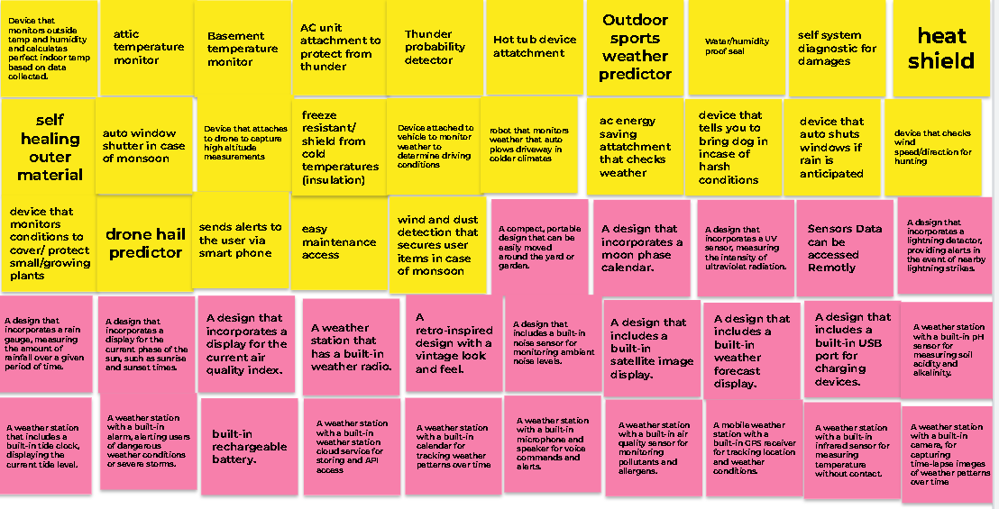 Device that
monitors outside
temp and humidity
and calculates
perfect indoor temp
based on data
collected.
attic
temperature
monitor
Basement
temperature
monitor
AC unit
attachment to
protect from
thunder
Thunder
probability
detector
Hot tub device
attatchment
Outdoor
sports
weather
predictor
Water/humidity
proof seal
self system
diagnostic for
damages
heat
shield
self
healing
outer
material
auto window
shutter in case
of monsoon
Device that attaches
to drone to capture
high altitude
measurements
freeze
resistant/
shield from
cold
temperatures
(insulation)
Device attached to
vehicle to monitor
weather to
determine driving
conditions
robot that monitors
weather that auto
plows driveway in
colder climates
ac energy
saving
attatchment
that checks
weather
device that
tells you to
bring dog in
incase of
harsh
conditions
device that
auto shuts
windows if
rain is
anticipated
device that checks
wind
speed/direction for
hunting
device that
monitors
conditions to
cover/ protect
small/growing
plants
drone hail
predictor
sends alerts to
the user via
smart phone
easy
maintenance
access
wind and dust
detection that
secures user
items in case
of monsoon
A compact, portable
design that can be
easily moved
around the yard or
garden.
A design that
incorporates a
moon phase
calendar.
A design that
incorporates a UV
sensor, measuring
the intensity of
ultraviolet radiation.
Sensors Data
can be
accessed
Remotly
A design that
incorporates a
lightning detector,
providing alerts in
the event of nearby
lightning strikes.
A design that
incorporates a rain
gauge, measuring
the amount of
rainfall over a given
period of time.
A design that
incorporates a
display for the
current phase of the
sun, such as sunrise
and sunset times.
A design that
incorporates a
display for the
current air
quality index.
A weather
station that
has a built-in
weather radio.
A
retro-inspired
design with a
vintage look
and feel.
A design that
includes a built-in
noise sensor for
monitoring ambient
noise levels.
A design that
includes a
built-in
satellite image
display.
A design that
includes a
built-in
weather
forecast
display.
A design that
includes a
built-in USB
port for
charging
devices.
A weather station
with a built-in pH
sensor for
measuring soil
acidity and
alkalinity.
A weather station
that includes a
built-in tide clock,
displaying the
current tide level.
A weather station
with a built-in
alarm, alerting users
of dangerous
weather conditions
or severe storms.
built-in
rechargeable
battery.
A weather station
with a built-in
weather station
cloud service for
storing and API
access
A weather station
with a built-in
calendar for
tracking weather
patterns over time
A weather station
with a built-in
microphone and
speaker for voice
commands and
alerts.
A weather station
with a built-in air
quality sensor for
monitoring
pollutants and
allergens.
A mobile weather
station with a
built-in GPS receiver
for tracking location
and weather
conditions.
A weather station
with a built-in
infrared sensor for
measuring
temperature
without contact.
A weather station
with a built-in
camera, for
capturing
time-lapse images
of weather patterns
over time